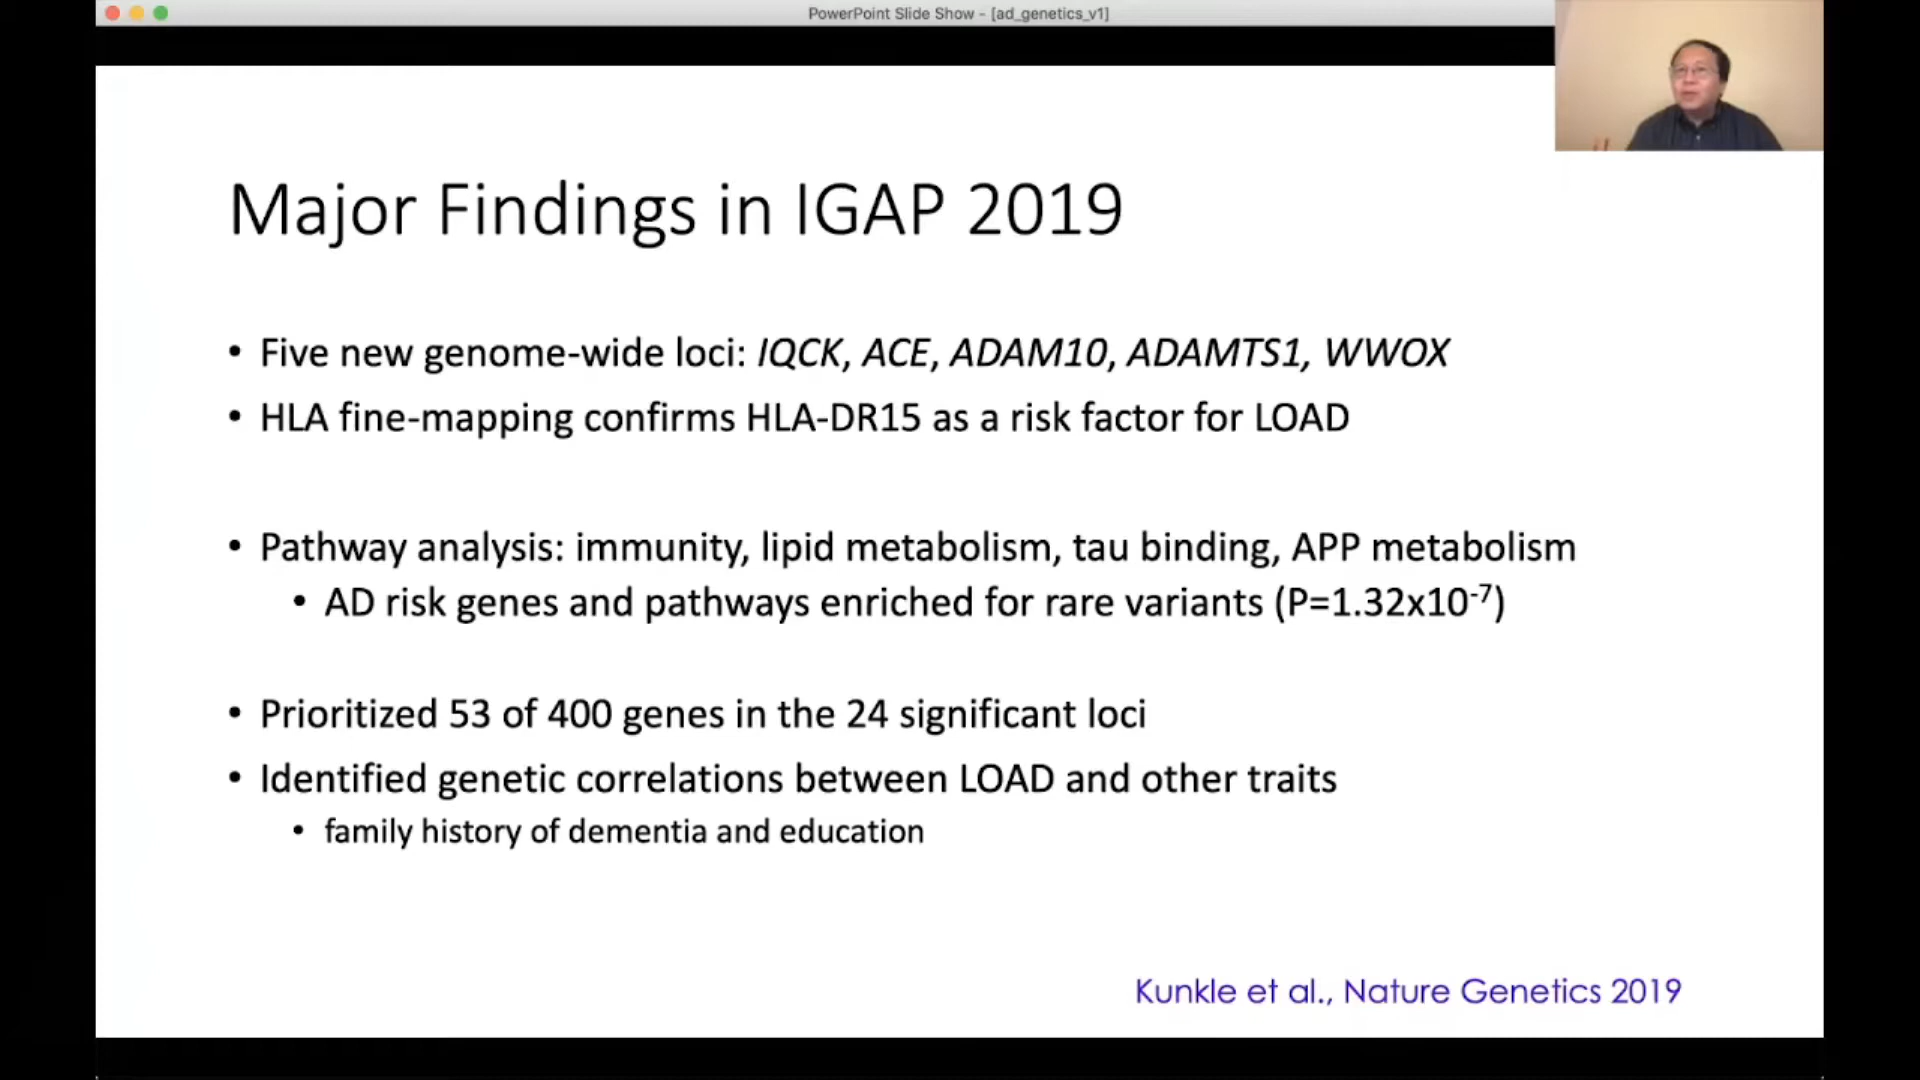 PowerPoint Slide Show - [ad_genetics_v1]
Major Findings in IGAP 2019
• Five new genome-wide loci: IQCK, ACE, ADAM10, ADAMTS1, WWOX
• HLA fine-mapping confirms HLA-DR15 as a risk factor for LOAD
• Pathway analysis: immunity, lipid metabolism, tau binding, APP metabolism
• AD risk genes and pathways enriched for rare variants (P=1.32x10⁻⁷)
• Prioritized 53 of 400 genes in the 24 significant loci
• Identified genetic correlations between LOAD and other traits
• family history of dementia and education
Kunkle et al., Nature Genetics 2019